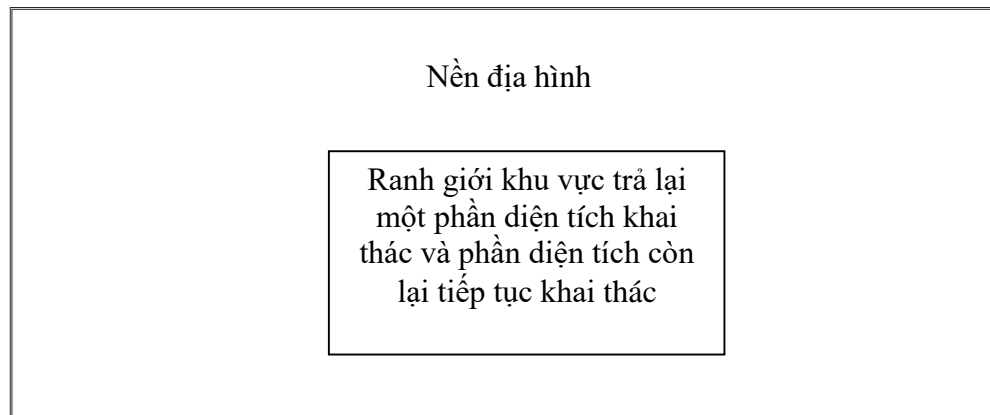 Nền địa hình
Ranh giới khu vực trả lại
một phần diện tích khai
thác và phần diện tích còn
lại tiếp tục khai thác